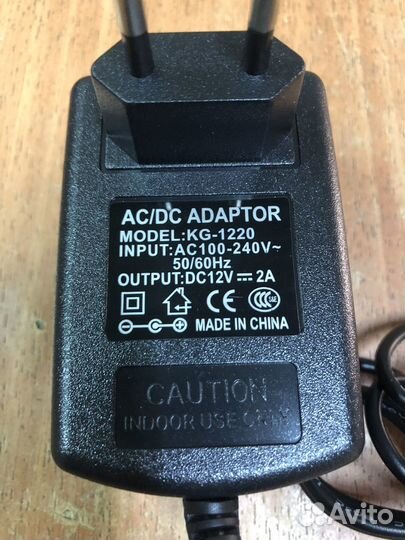 AC/DC ADAPTOR
MODEL:KG-1220
INPUT:AC100-240V~
50/60Hz
OUTPUT:DC12V⎓2A
CE CCC S&E
MADE IN CHINA
CAUTION
INDOOR USE ONLY
Avito